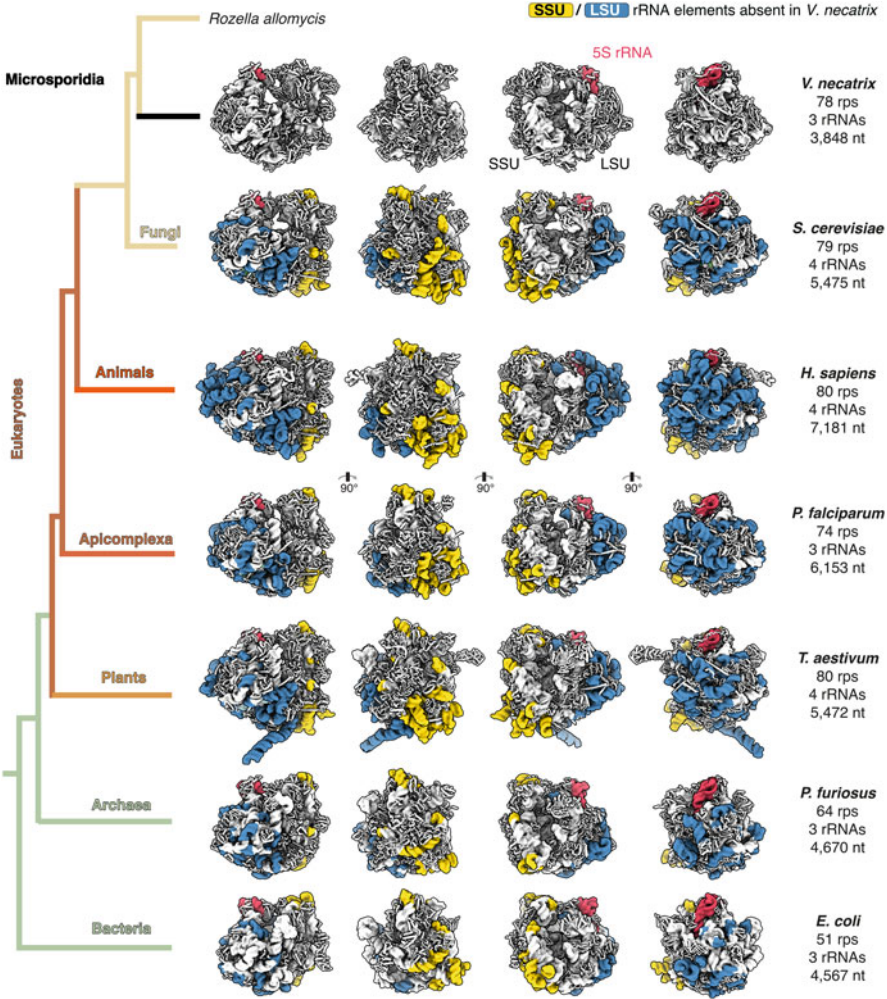 SSU / LSU rRNA elements absent in V. necatrix
Rozella allomycis
5S rRNA
Microsporidia
V. necatrix
78 rps
3 rRNAs
3,848 nt
SSU
LSU
Fungi
S. cerevisiae
79 rps
4 rRNAs
5,475 nt
Eukaryotes
Animals
H. sapiens
80 rps
4 rRNAs
7,181 nt
90°
90°
90°
Apicomplexa
P. falciparum
74 rps
3 rRNAs
6,153 nt
Plants
T. aestivum
80 rps
4 rRNAs
5,472 nt
Archaea
P. furiosus
64 rps
3 rRNAs
4,670 nt
Bacteria
E. coli
51 rps
3 rRNAs
4,567 nt